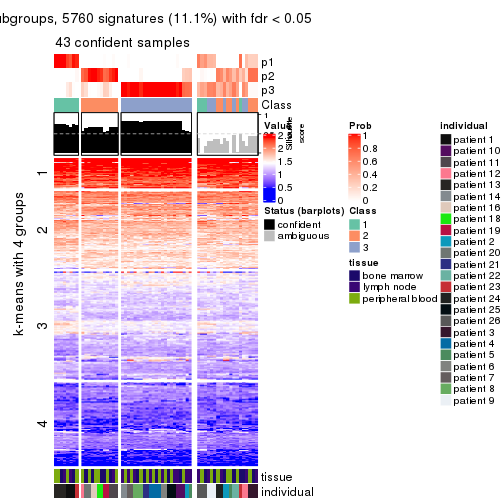 ubgroups, 5760 signatures (11.1%) with fdr < 0.05
43 confident samples
p1
p2
p3
Class
Silhouette score
1
k-means with 4 groups
1
2
3
4
tissue
individual
Value
2.5
2
1.5
1
0.5
0
Status (barplots)
confident
ambiguous
Prob
1
0.8
0.6
0.4
0.2
0
Class
1
2
3
tissue
bone marrow
lymph node
peripheral blood
individual
patient 1
patient 10
patient 11
patient 12
patient 13
patient 14
patient 16
patient 18
patient 19
patient 2
patient 20
patient 21
patient 22
patient 23
patient 24
patient 25
patient 26
patient 3
patient 4
patient 5
patient 6
patient 7
patient 8
patient 9